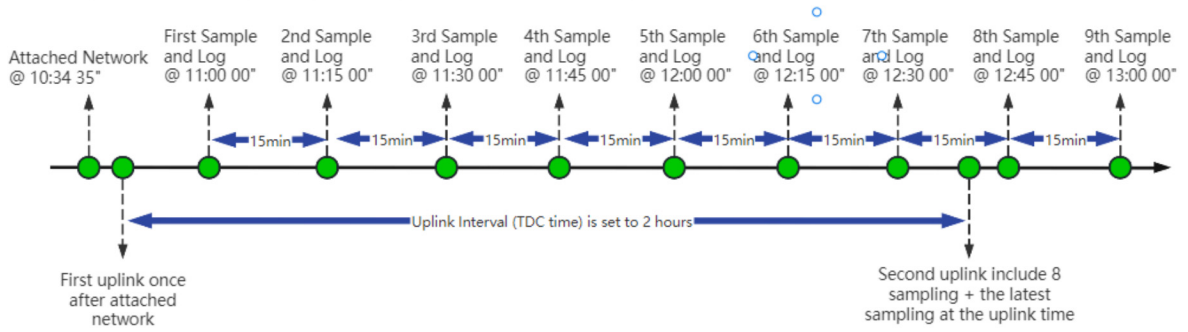 Attached Network
@ 10:34 35"
First Sample
and Log
@ 11:00 00"
2nd Sample
and Log
@ 11:15 00"
3rd Sample
and Log
@ 11:30 00"
4th Sample
and Log
@ 11:45 00"
5th Sample
and Log
@ 12:00 00"
6th Sample
and Log
@ 12:15 00"
7th Sample
and Log
@ 12:30 00"
8th Sample
and Log
@ 12:45 00"
9th Sample
and Log
@ 13:00 00"
15min
15min
15min
15min
15min
15min
15min
15min
Uplink Interval (TDC time) is set to 2 hours
First uplink once
after attached
network
Second uplink include 8
sampling + the latest
sampling at the uplink time